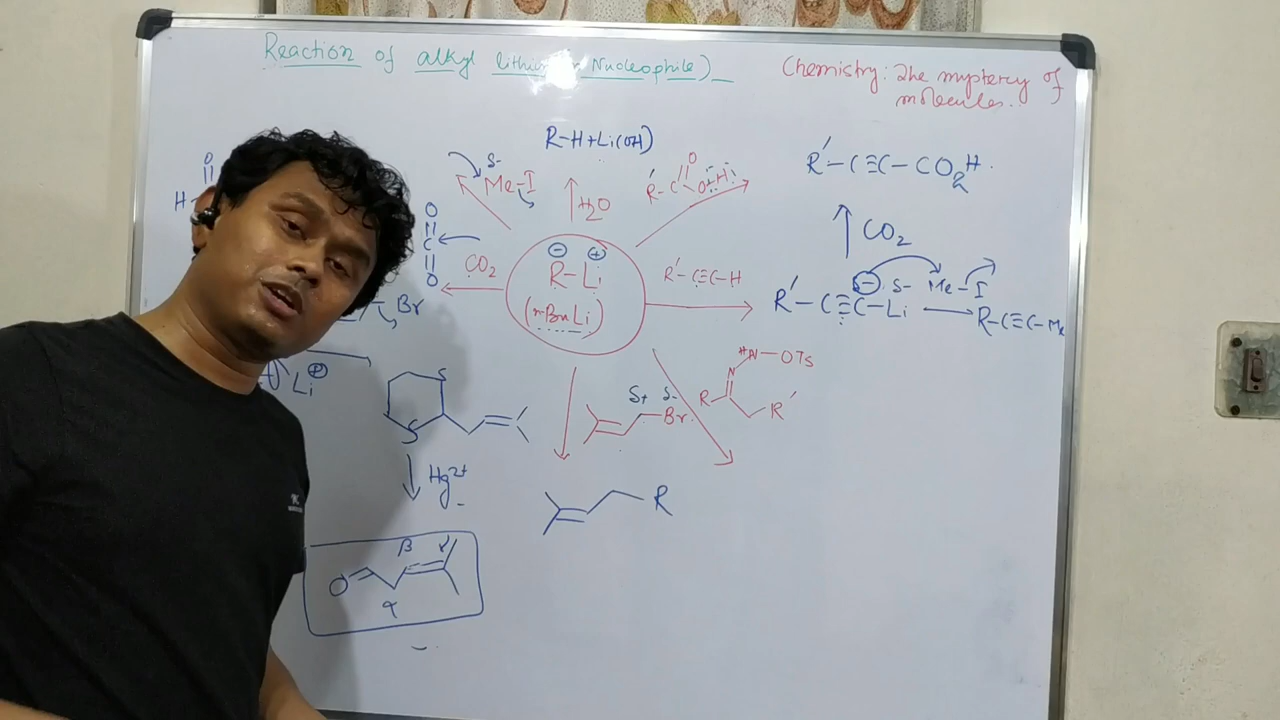 Reaction of alkyl lithium (Nucleophile)
Chemistry: The mystery of
molecules.
R-H+Li(OH)
R'-C≡C-CO₂H.
O
H
δ-
Me-I
H₂O
O
R'-C
O-H
O
C
O
CO₂
⊖ ⊕
R-Li
(n-BuLi)
R'-C≡C-H
CO₂
R'-C≡C-Li
⊖ δ-
Me-I
R-C≡C-Me
Br
Li⊕
S
S
Hg²⁺
δ+ δ-
Br
HN-OTs
N
R
R'
R
O
α
β
γ